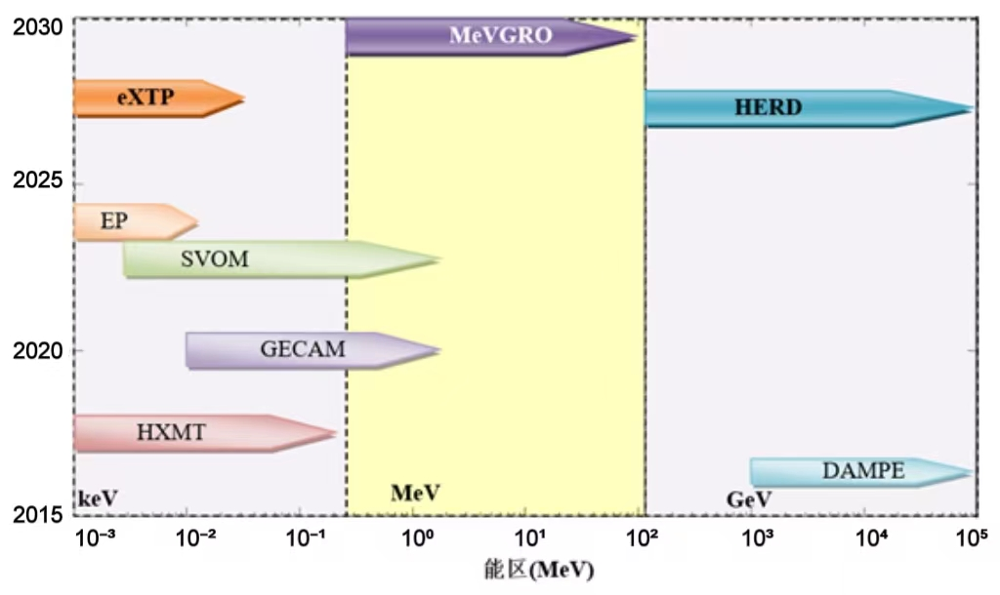 2030
MeVGRO
eXTP
HERD
2025
EP
SVOM
2020
GECAM
HXMT
DAMPE
keV
MeV
GeV
2015
10⁻³ 10⁻² 10⁻¹ 10⁰ 10¹ 10² 10³ 10⁴ 10⁵
能区(MeV)